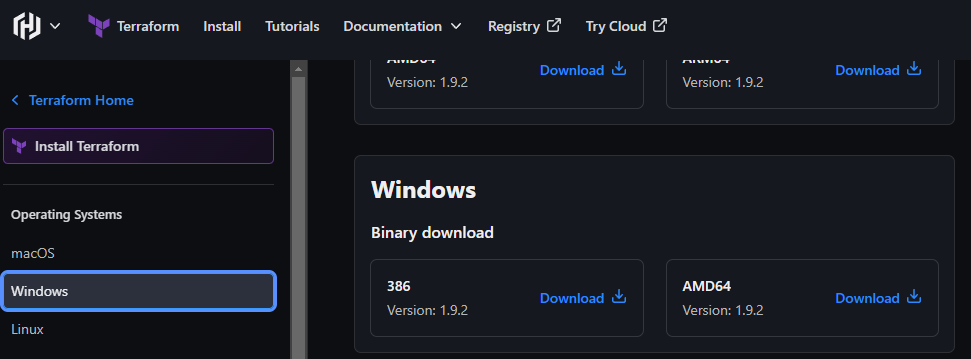 Terraform Install Tutorials Documentation Registry Try Cloud
Terraform Home
Install Terraform
Operating Systems
macOS
Windows
Linux
AMD64 ARM64
Version: 1.9.2 Download Version: 1.9.2 Download
Windows
Binary download
386 AMD64
Version: 1.9.2 Download Version: 1.9.2 Download